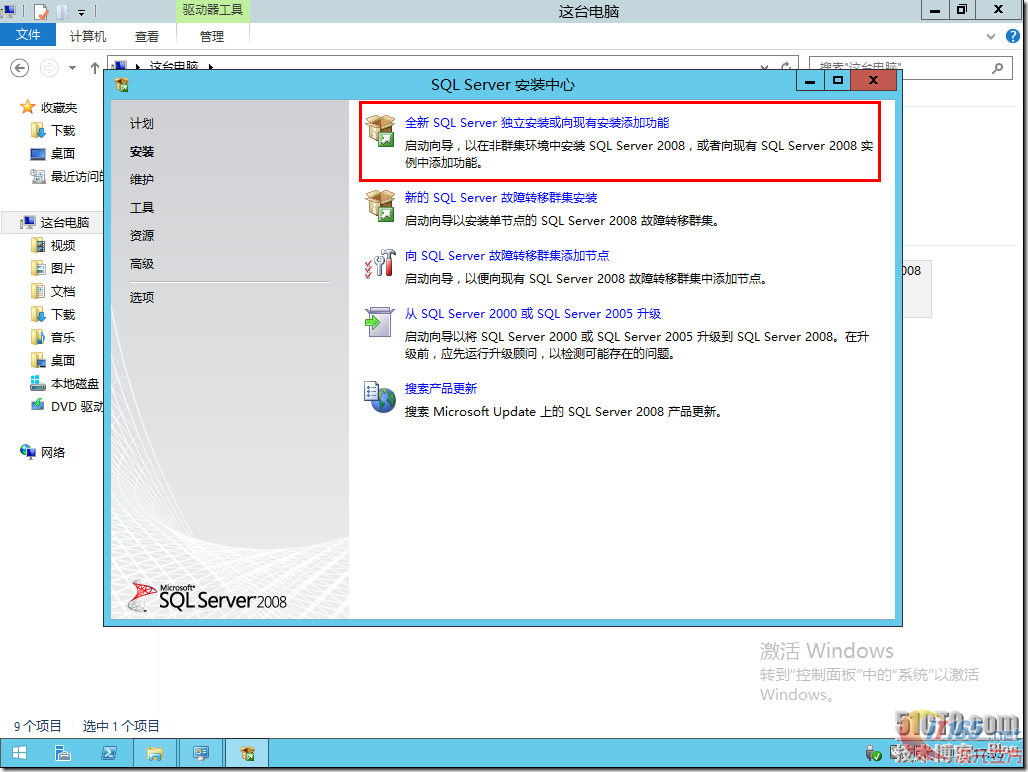 驱动器工具
这台电脑
文件
计算机
查看
管理
这台电脑
搜索"这台电脑"
SQL Server 安装中心
收藏夹
下载
桌面
最近访问的
这台电脑
视频
图片
文档
下载
音乐
桌面
本地磁盘
DVD 驱动
网络
计划
安装
维护
工具
资源
高级
选项
Microsoft
SQL Server 2008
全新 SQL Server 独立安装或向现有安装添加功能
启动向导，以在非群集环境中安装 SQL Server 2008，或者向现有 SQL Server 2008 实
例中添加功能。
新的 SQL Server 故障转移群集安装
启动向导以安装单节点的 SQL Server 2008 故障转移群集。
向 SQL Server 故障转移群集添加节点
启动向导，以便向现有 SQL Server 2008 故障转移群集中添加节点。
从 SQL Server 2000 或 SQL Server 2005 升级
启动向导以将 SQL Server 2000 或 SQL Server 2005 升级到 SQL Server 2008。在升
级前，应先运行升级顾问，以检测可能存在的问题。
搜索产品更新
搜索 Microsoft Update 上的 SQL Server 2008 产品更新。
008
激活 Windows
转到"控制面板"中的"系统"以激活
Windows。
9 个项目
选中 1 个项目
51CTO.com
技术博客 Blog